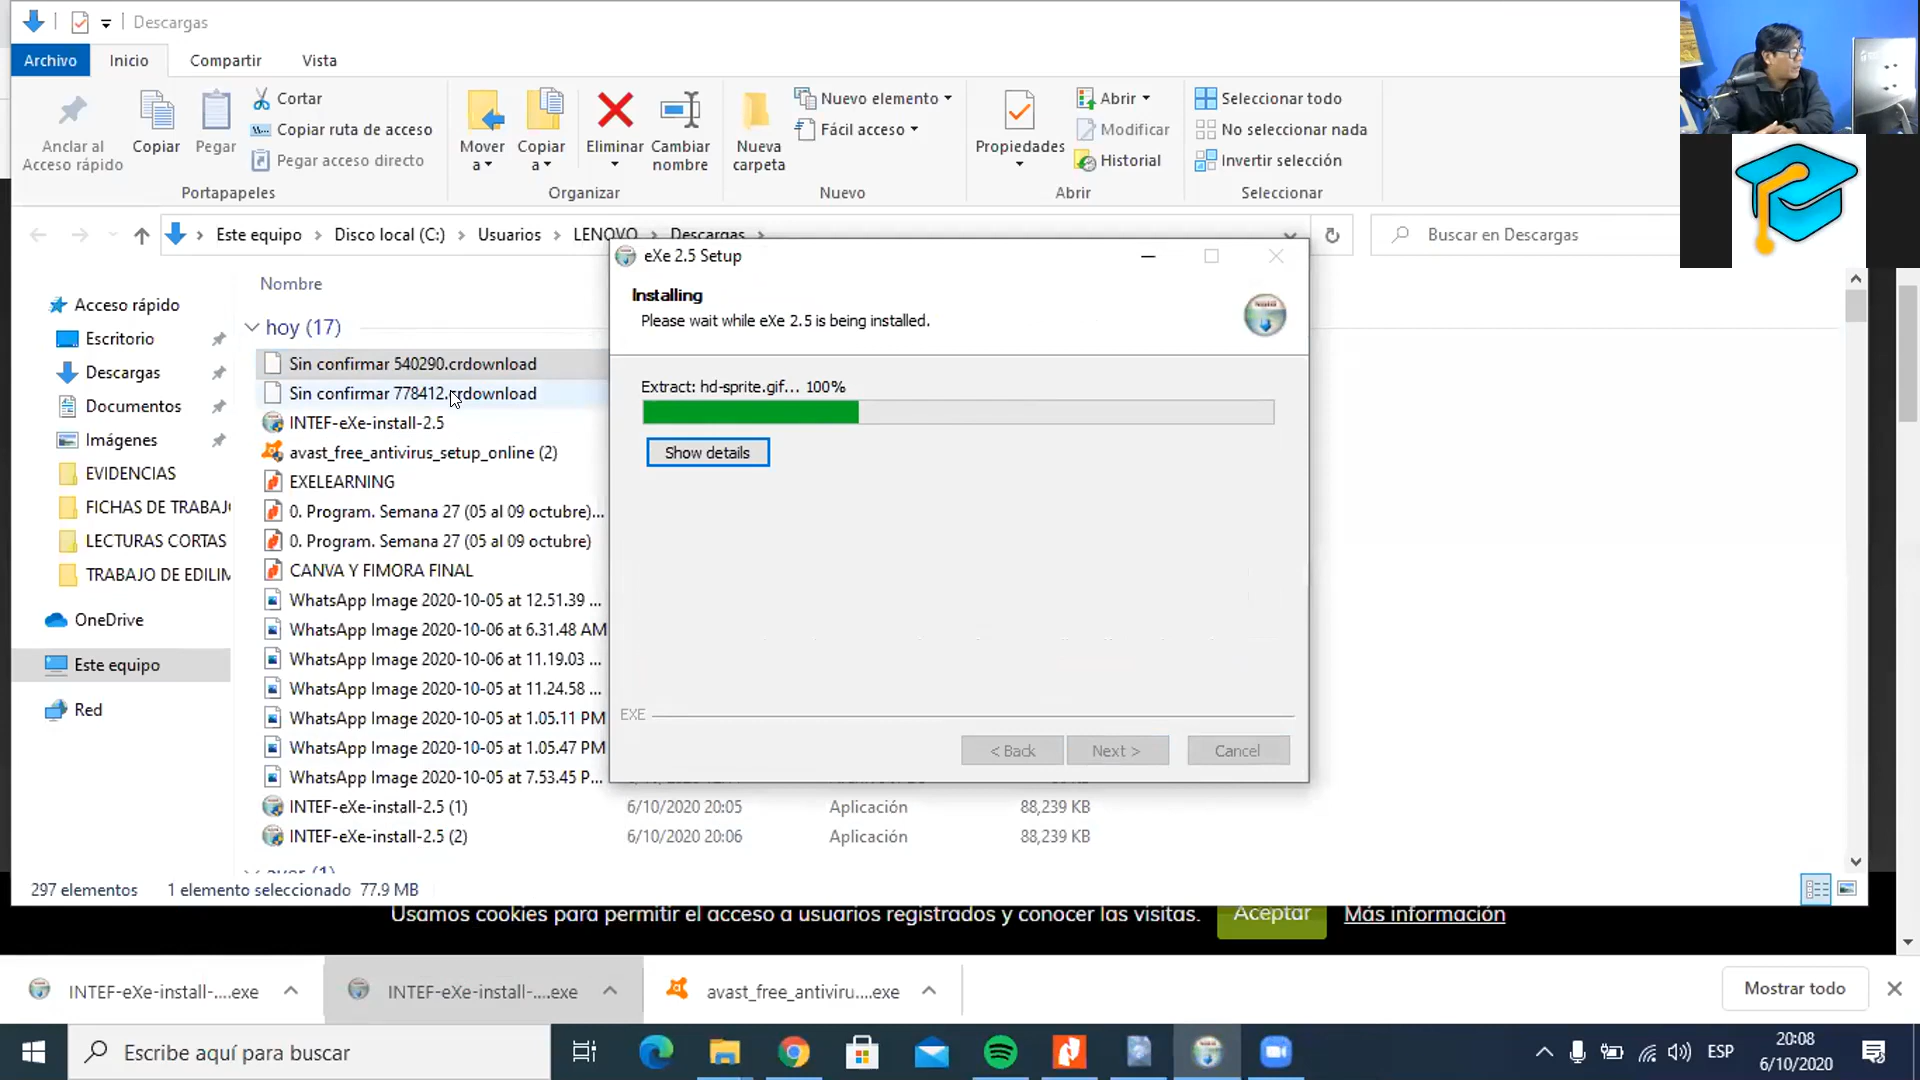 Descargas
Archivo Inicio Compartir Vista
Anclar al Acceso rápido
Copiar
Pegar
Cortar
Copiar ruta de acceso
Pegar acceso directo
Portapapeles
Mover a
Copiar a
Eliminar
Cambiar nombre
Organizar
Nueva carpeta
Nuevo elemento
Fácil acceso
Nuevo
Propiedades
Abrir
Modificar
Historial
Abrir
Seleccionar todo
No seleccionar nada
Invertir selección
Seleccionar
Este equipo > Disco local (C:) > Usuarios > LENOVO > Descargas >
Buscar en Descargas
Acceso rápido
Escritorio
Descargas
Documentos
Imágenes
EVIDENCIAS
FICHAS DE TRABAJ
LECTURAS CORTAS
TRABAJO DE EDILIM
OneDrive
Este equipo
Red
Nombre
hoy (17)
Sin confirmar 540290.crdownload
Sin confirmar 778412.crdownload
INTEF-eXe-install-2.5
avast_free_antivirus_setup_online (2)
EXELEARNING
0. Program. Semana 27 (05 al 09 octubre)...
0. Program. Semana 27 (05 al 09 octubre)
CANVA Y FIMORA FINAL
WhatsApp Image 2020-10-05 at 12.51.39 ...
WhatsApp Image 2020-10-06 at 6.31.48 AM
WhatsApp Image 2020-10-06 at 11.19.03 ...
WhatsApp Image 2020-10-05 at 11.24.58 ...
WhatsApp Image 2020-10-05 at 1.05.11 PM
WhatsApp Image 2020-10-05 at 1.05.47 PM
WhatsApp Image 2020-10-05 at 7.53.45 P...
INTEF-eXe-install-2.5 (1) 6/10/2020 20:05 Aplicación 88,239 KB
INTEF-eXe-install-2.5 (2) 6/10/2020 20:06 Aplicación 88,239 KB
ayer (1)
eXe 2.5 Setup
Installing
Please wait while eXe 2.5 is being installed.
Extract: hd-sprite.gif... 100%
Show details
EXE
< Back Next > Cancel
297 elementos 1 elemento seleccionado 77.9 MB
Usamos cookies para permitir el acceso a usuarios registrados y conocer las visitas. Aceptar Más información
INTEF-eXe-install-....exe INTEF-eXe-install-....exe avast_free_antiviru....exe Mostrar todo
Escribe aquí para buscar
ESP
20:08
6/10/2020